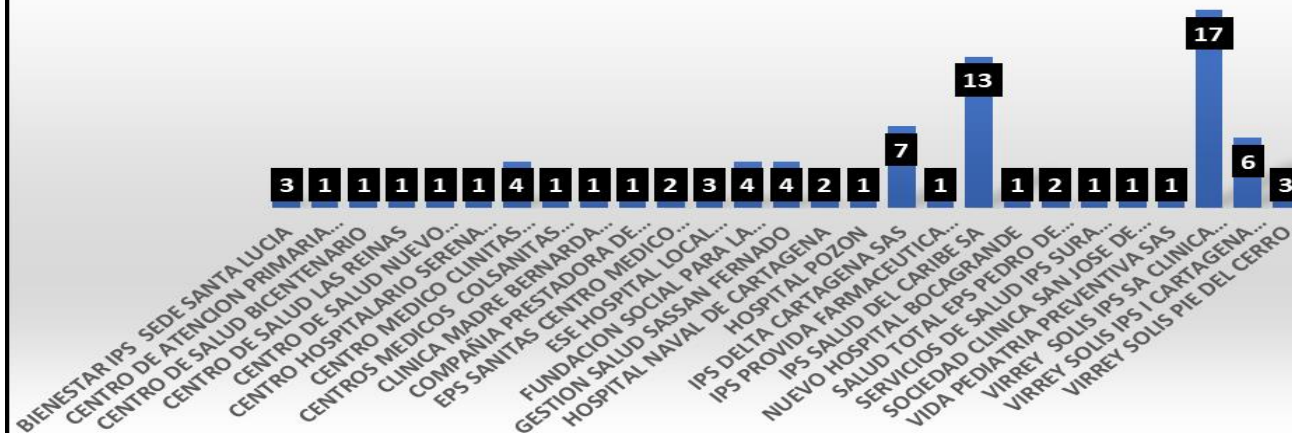 17
13
7
6
3
1
1
1
1
1
4
1
1
1
2
3
4
4
2
1
1
1
2
1
1
1
3
BIENESTAR IPS SEDE SANTA LUCIA
CENTRO DE ATENCION PRIMARIA...
CENTRO DE SALUD BICENTENARIO
CENTRO DE SALUD LAS REINAS
CENTRO DE SALUD NUEVO...
CENTRO HOSPITALARIO SERENA...
CENTRO MEDICO CLINITAS...
CENTROS MEDICOS COLSANITAS...
CLINICA MADRE BERNARDA...
COMPAÑÍA PRESTADORA DE...
EPS SANITAS CENTRO MEDICO...
ESE HOSPITAL LOCAL...
FUNDACION SOCIAL PARA LA...
GESTION SALUD SASSAN FERNADO
HOSPITAL NAVAL DE CARTAGENA
HOSPITAL POZON
IPS DELTA CARTAGENA SAS
IPS PROVIDA FARMACEUTICA...
IPS SALUD DEL CARIBE SA
NUEVO HOSPITAL BOCAGRANDE
SALUD TOTAL EPS PEDRO DE...
SERVICIOS DE SALUD IPS SURA...
SOCIEDAD CLINICA SANJOSE DE...
VIDA PEDIATRIA PREVENTIVA SAS
VIRREY SOLIS IPS SA CLINICA...
VIRREY SOLIS IPS I CARTAGENA...
VIRREY SOLIS PIE DEL CERRO